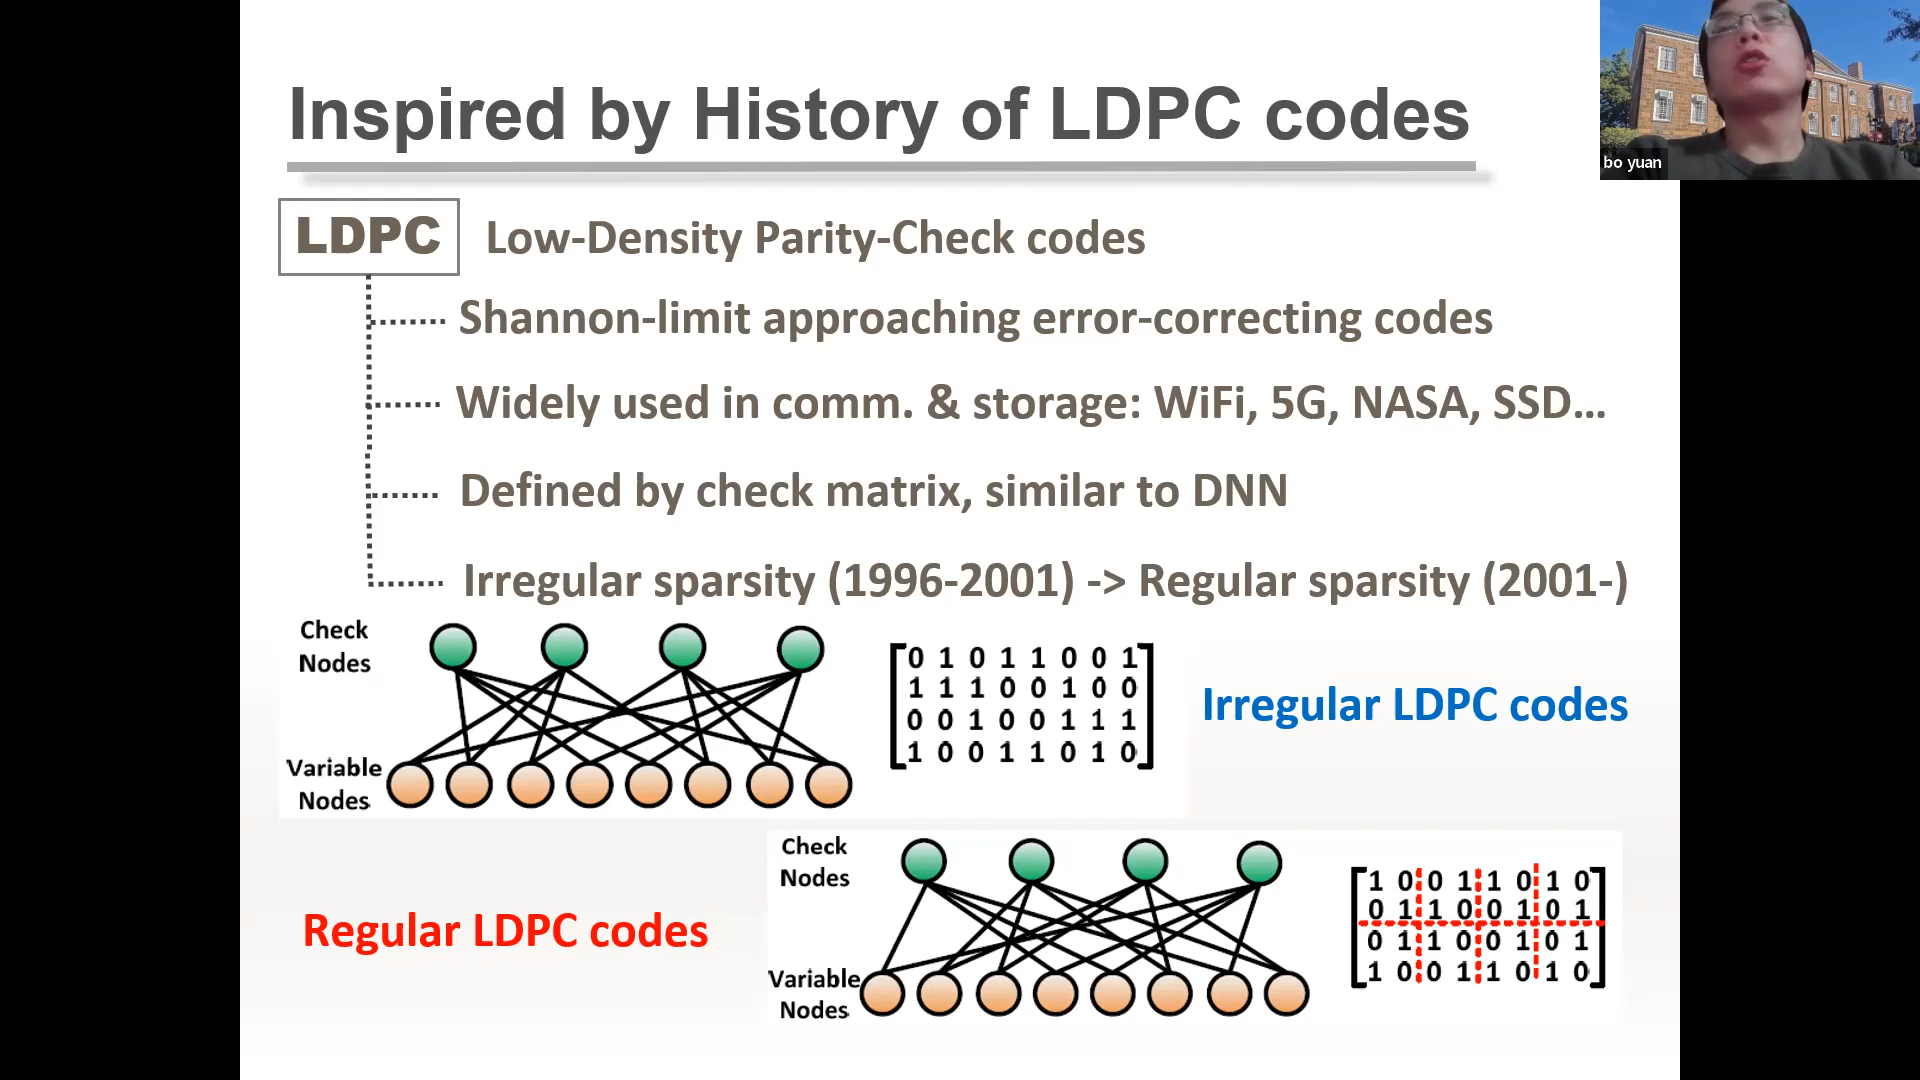 Inspired by History of LDPC codes
bo yuan
LDPC Low-Density Parity-Check codes
Shannon-limit approaching error-correcting codes
Widely used in comm. & storage: WiFi, 5G, NASA, SSD...
Defined by check matrix, similar to DNN
Irregular sparsity (1996-2001) -> Regular sparsity (2001-)
Check
Nodes
Variable
Nodes
0 1 0 1 1 0 0 1
1 1 1 0 0 1 0 0
0 0 1 0 0 1 1 1
1 0 0 1 1 0 1 0
Irregular LDPC codes
Regular LDPC codes
Check
Nodes
Variable
Nodes
1 0 0 1 1 0 1 0
0 1 1 0 0 1 0 1
0 1 1 0 0 1 0 1
1 0 0 1 1 0 1 0